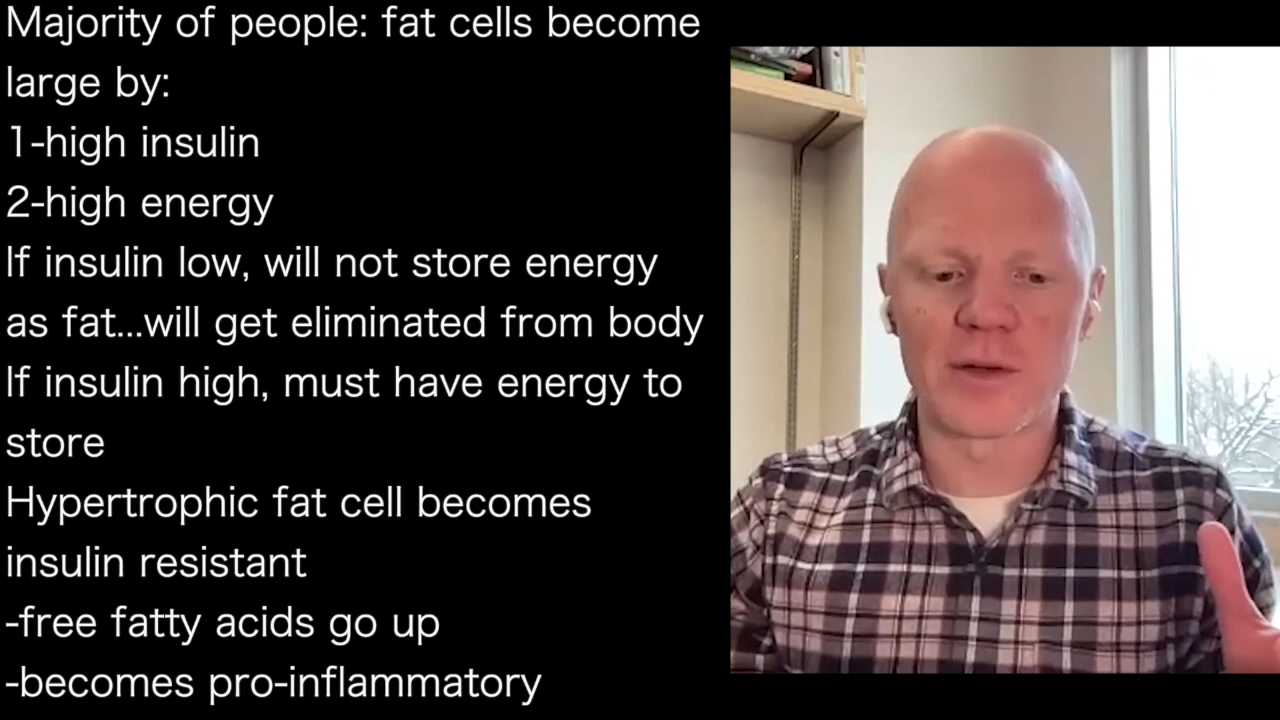 Majority of people: fat cells become
large by:
1-high insulin
2-high energy
If insulin low, will not store energy
as fat...will get eliminated from body
If insulin high, must have energy to
store
Hypertrophic fat cell becomes
insulin resistant
-free fatty acids go up
-becomes pro-inflammatory